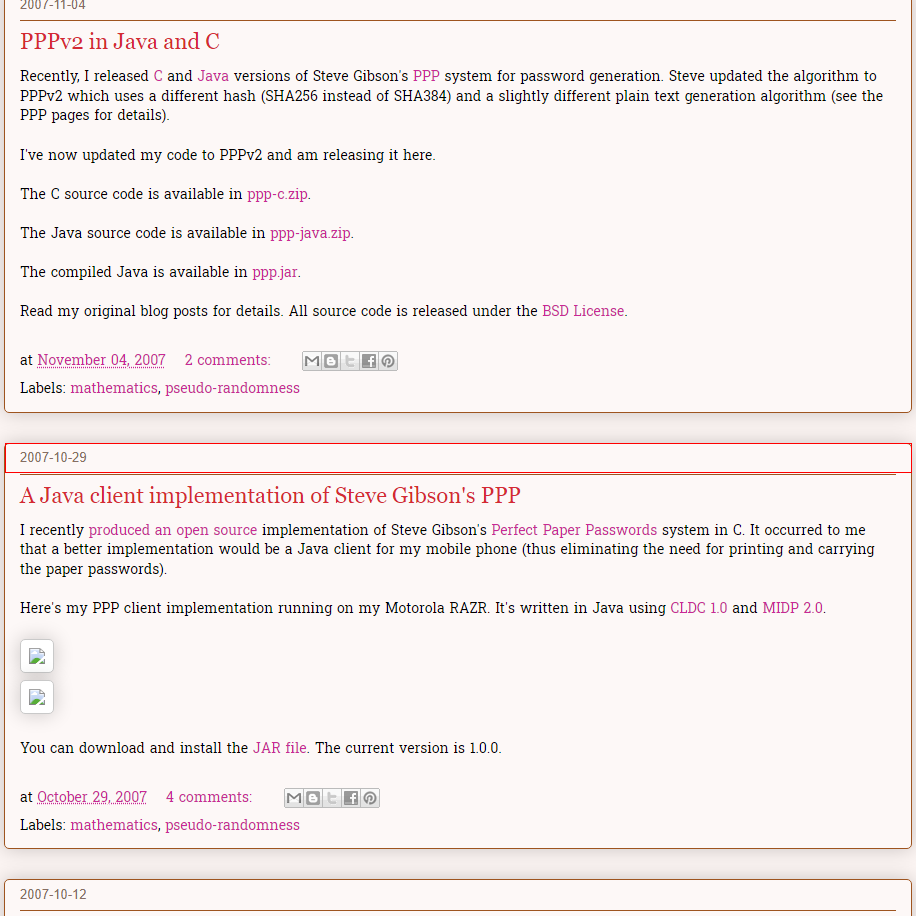 2007-11-04
PPPv2 in Java and C
Recently, I released C and Java versions of Steve Gibson's PPP system for password generation. Steve updated the algorithm to
PPPv2 which uses a different hash (SHA256 instead of SHA384) and a slightly different plain text generation algorithm (see the
PPP pages for details).
I've now updated my code to PPPv2 and am releasing it here.
The C source code is available in ppp-c.zip.
The Java source code is available in ppp-java.zip.
The compiled Java is available in ppp.jar.
Read my original blog posts for details. All source code is released under the BSD License.
at November 04, 2007 2 comments:
Labels: mathematics, pseudo-randomness
2007-10-29
A Java client implementation of Steve Gibson's PPP
I recently produced an open source implementation of Steve Gibson's Perfect Paper Passwords system in C. It occurred to me
that a better implementation would be a Java client for my mobile phone (thus eliminating the need for printing and carrying
the paper passwords).
Here's my PPP client implementation running on my Motorola RAZR. It's written in Java using CLDC 1.0 and MIDP 2.0.
You can download and install the JAR file. The current version is 1.0.0.
at October 29, 2007 4 comments:
Labels: mathematics, pseudo-randomness
2007-10-12